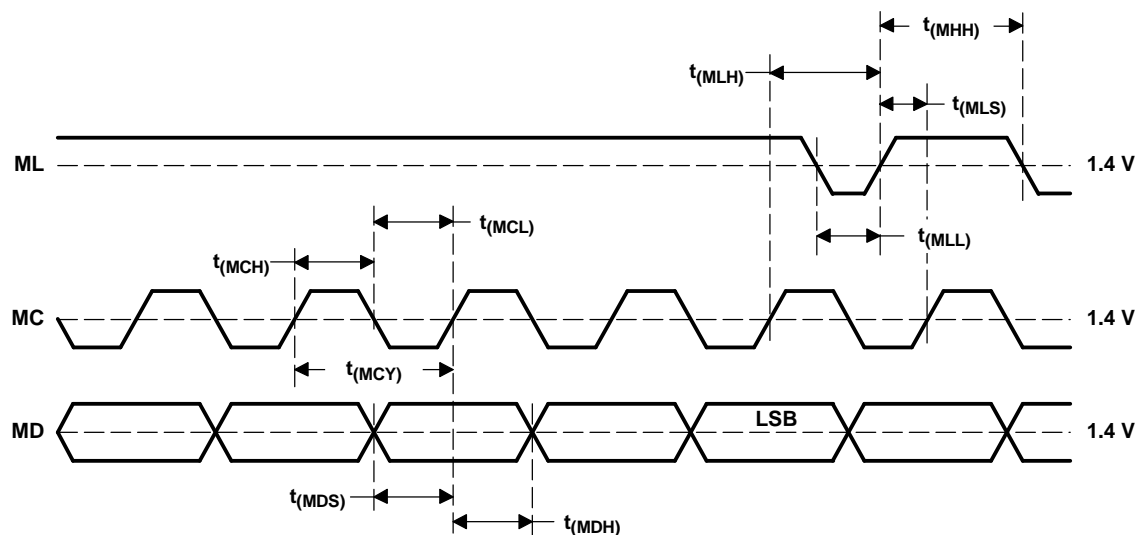 t(MHH)
t(MLH)
t(MLS)
ML
1.4 V
t(MCL)
t(MLL)
t(MCH)
MC
1.4 V
t(MCY)
MD
LSB
1.4 V
t(MDS)
t(MDH)